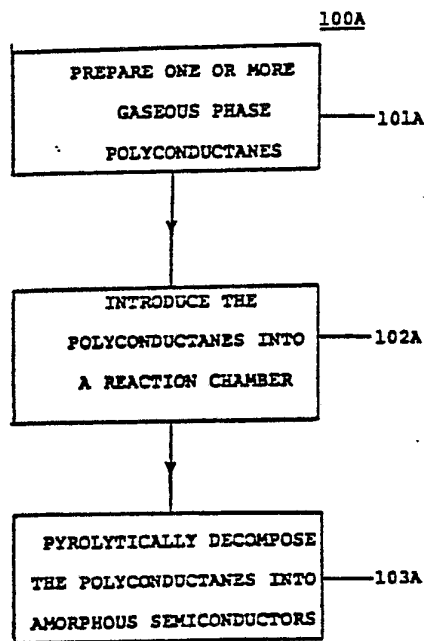 100A
PREPARE ONE OR MORE
GASEOUS PHASE
POLYCONDUCTANES
101A
INTRODUCE THE
POLYCONDUCTANES INTO
A REACTION CHAMBER
102A
PYROLYTICALLY DECOMPOSE
THE POLYCONDUCTANES INTO
AMORPHOUS SEMICONDUCTORS
103A